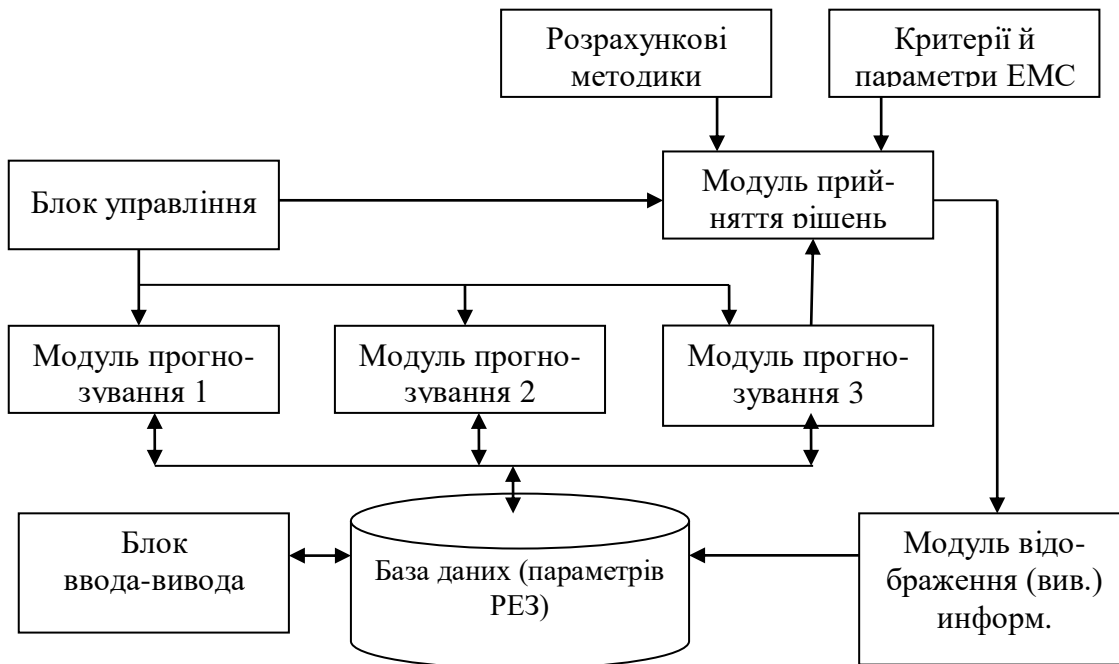 Розрахункові
методики
Критерії й
параметри ЕМС
Блок управління
Модуль прий-
няття рішень
Модуль прогно-
зування 1
Модуль прогно-
зування 2
Модуль прогно-
зування 3
Блок
ввода-вивода
База даних (параметрів
РЕЗ)
Модуль відо-
браження (вив.)
информ.